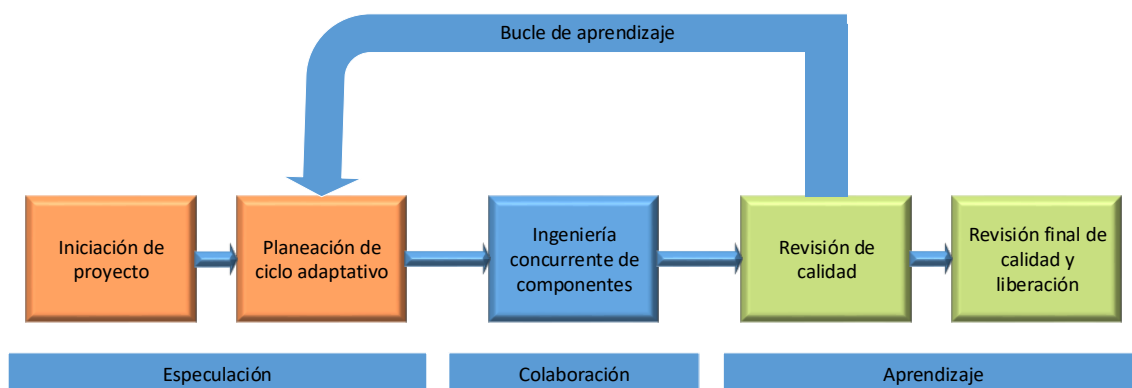 Bucle de aprendizaje
Iniciación de
proyecto
Planeación de
ciclo adaptativo
Ingeniería
concurrente de
componentes
Revisión de
calidad
Revisión final de
calidad y
liberación
Especulación
Colaboración
Aprendizaje